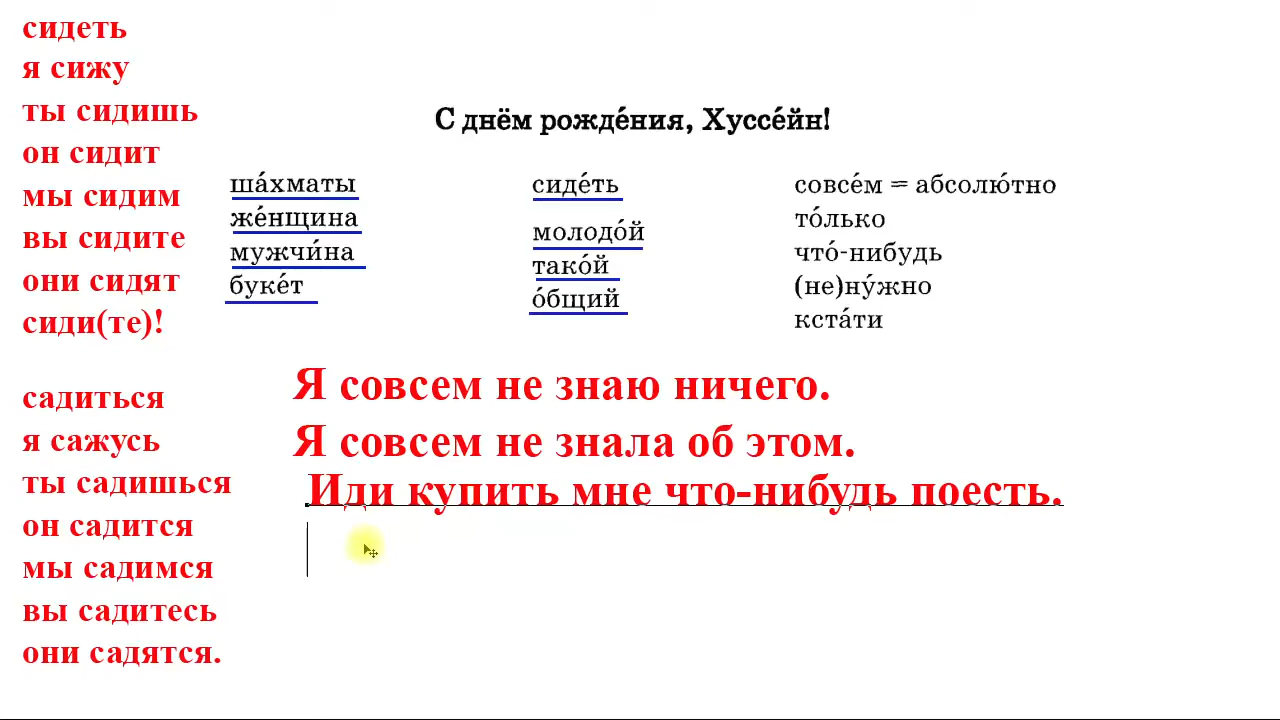 сидеть
я сижу
ты сидишь
он сидит
мы сидим
вы сидите
они сидят
сиди(те)!
садиться
я сажусь
ты садишься
он садится
мы садимся
вы садитесь
они садятся.
С днём рожде́ния, Хуссе́йн!
ша́хматы
же́нщина
мужчи́на
буке́т
сиде́ть
молодо́й
тако́й
о́бщий
совсе́м = абсолю́тно
то́лько
что́-нибудь
(не)ну́жно
кста́ти
Я совсем не знаю ничего.
Я совсем не знала об этом.
Иди купить мне что-нибудь поесть.